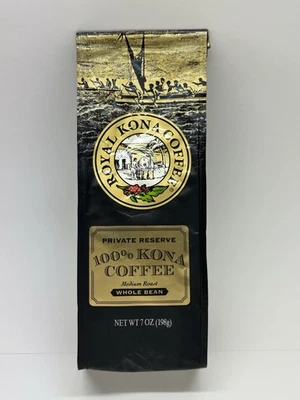 ROYAL KONA COFFEE
PRIVATE RESERVE
100% KONA
COFFEE
Medium Roast
WHOLE BEAN
NET WT 7 OZ (198g)